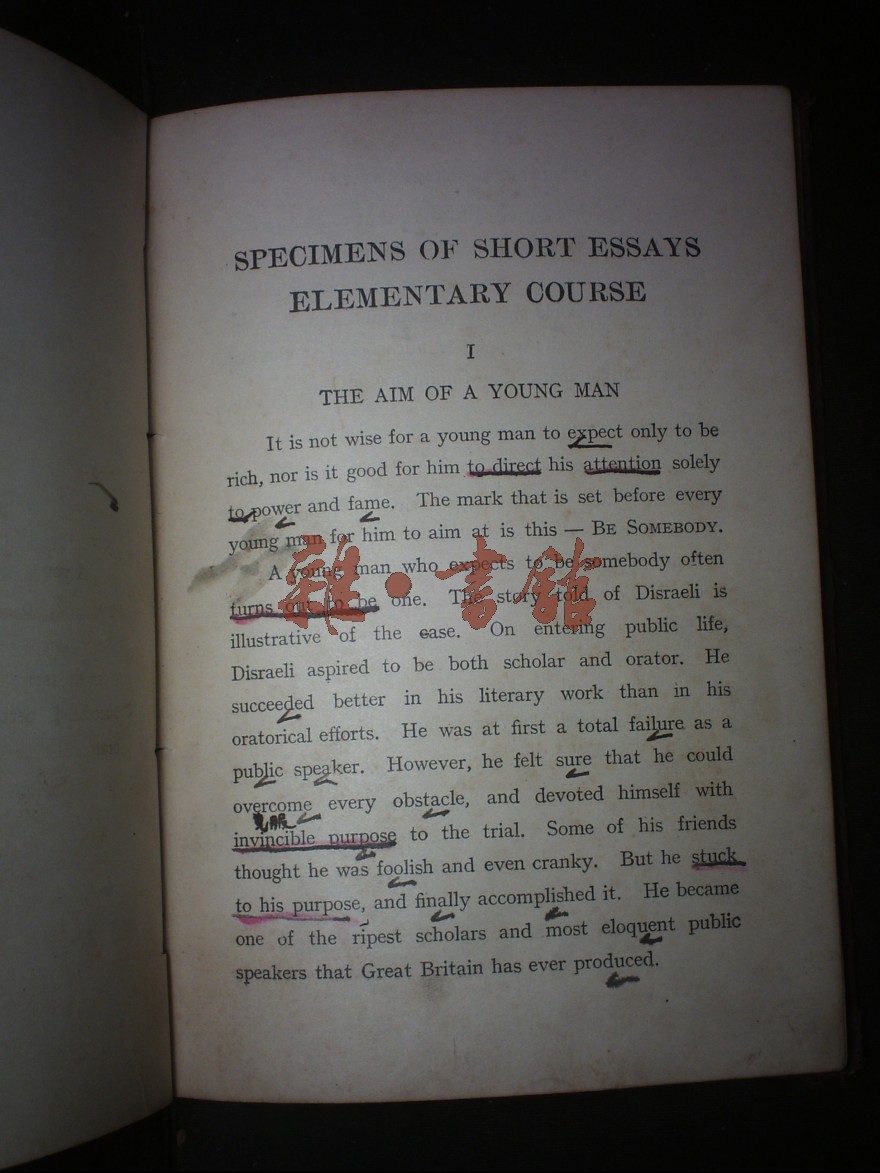 SPECIMENS OF SHORT ESSAYS
ELEMENTARY COURSE
I
THE AIM OF A YOUNG MAN
It is not wise for a young man to expect only to be
rich, nor is it good for him to direct his attention solely
to power and fame. The mark that is set before every
young man for him to aim at is this — BE SOMEBODY.
A young man who expects to be somebody often
turns out to be one. The story told of Disraeli is
illustrative of the case. On entering public life,
Disraeli aspired to be both scholar and orator. He
succeeded better in his literary work than in his
oratorical efforts. He was at first a total failure as a
public speaker. However, he felt sure that he could
overcome every obstacle, and devoted himself with
invincible purpose to the trial. Some of his friends
thought he was foolish and even cranky. But he stuck
to his purpose, and finally accomplished it. He became
one of the ripest scholars and most eloquent public
speakers that Great Britain has ever produced.
雅·書館